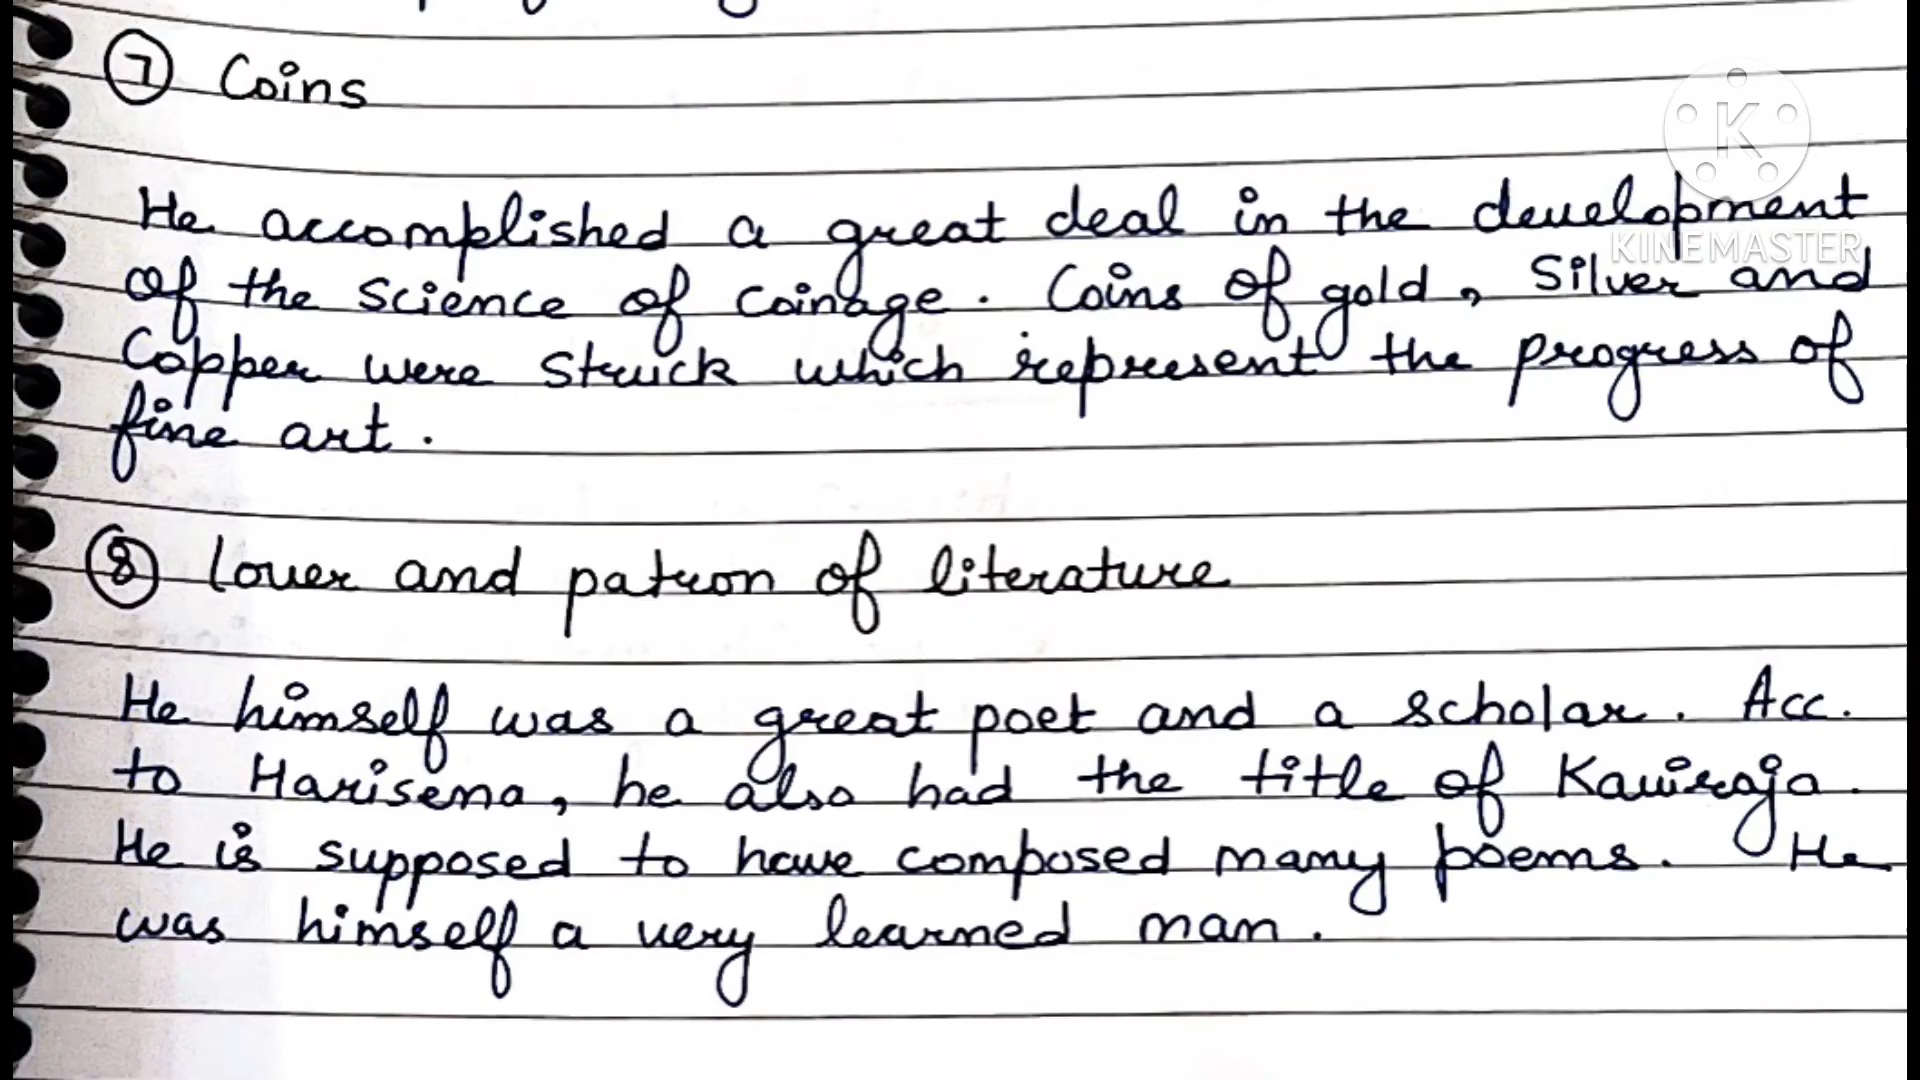 7 Coins
K
He accomplished a great deal in the development
KINEMASTER
of the science of coinage. Coins of gold, Silver and
Copper were struck which represent the progress of
fine art.
8 Lover and patron of literature
He himself was a great poet and a scholar. Acc.
to Harisena, he also had the title of Kaviraja.
He is supposed to have composed many poems. He
was himself a very learned man.